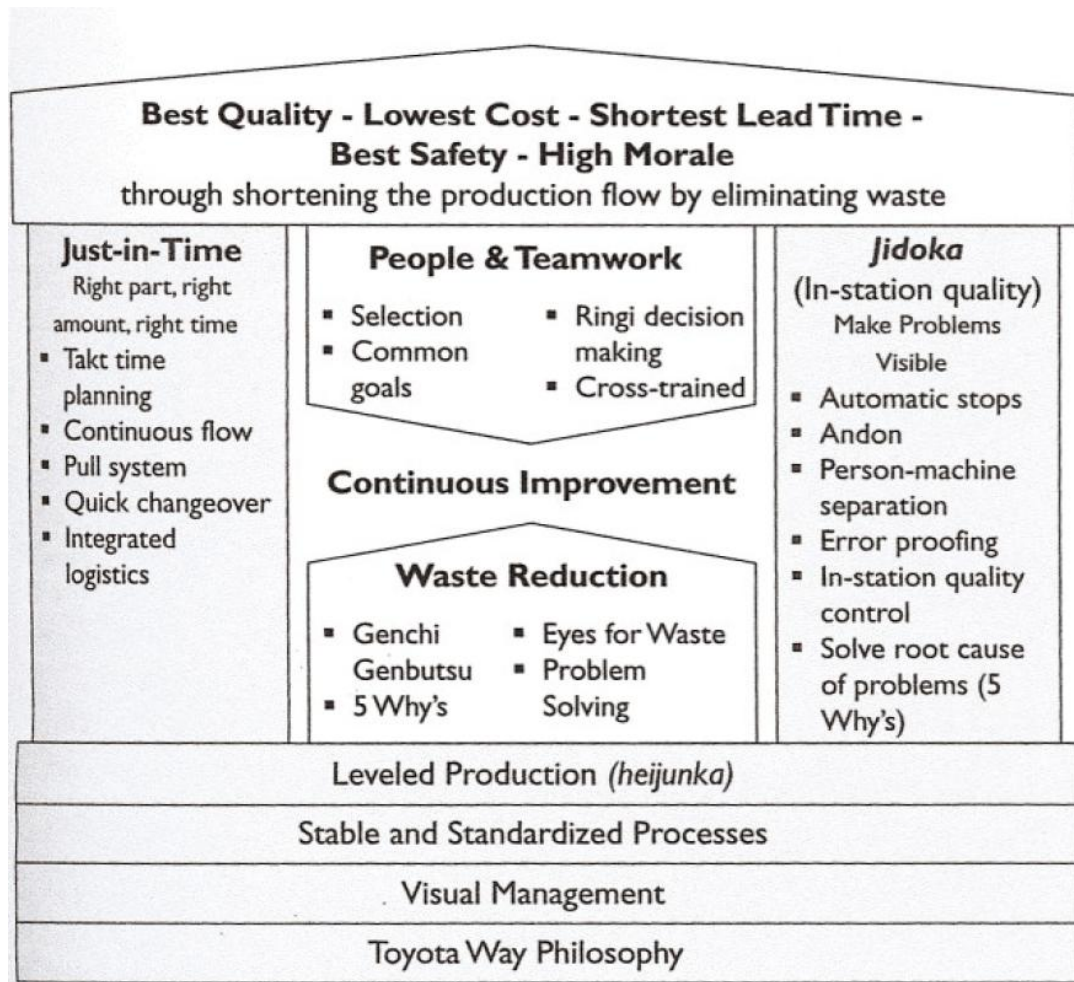 Best Quality - Lowest Cost - Shortest Lead Time -
Best Safety - High Morale
through shortening the production flow by eliminating waste
Just-in-Time
Right part, right
amount, right time
▪ Takt time
planning
▪ Continuous flow
▪ Pull system
▪ Quick changeover
▪ Integrated
logistics
People & Teamwork
▪ Selection
▪ Common
goals
▪ Ringi decision
making
▪ Cross-trained
Continuous Improvement
Waste Reduction
▪ Genchi
Genbutsu
▪ 5 Why's
▪ Eyes for Waste
▪ Problem
Solving
Jidoka
(In-station quality)
Make Problems
Visible
▪ Automatic stops
▪ Andon
▪ Person-machine
separation
▪ Error proofing
▪ In-station quality
control
▪ Solve root cause
of problems (5
Why's)
Leveled Production (heijunka)
Stable and Standardized Processes
Visual Management
Toyota Way Philosophy